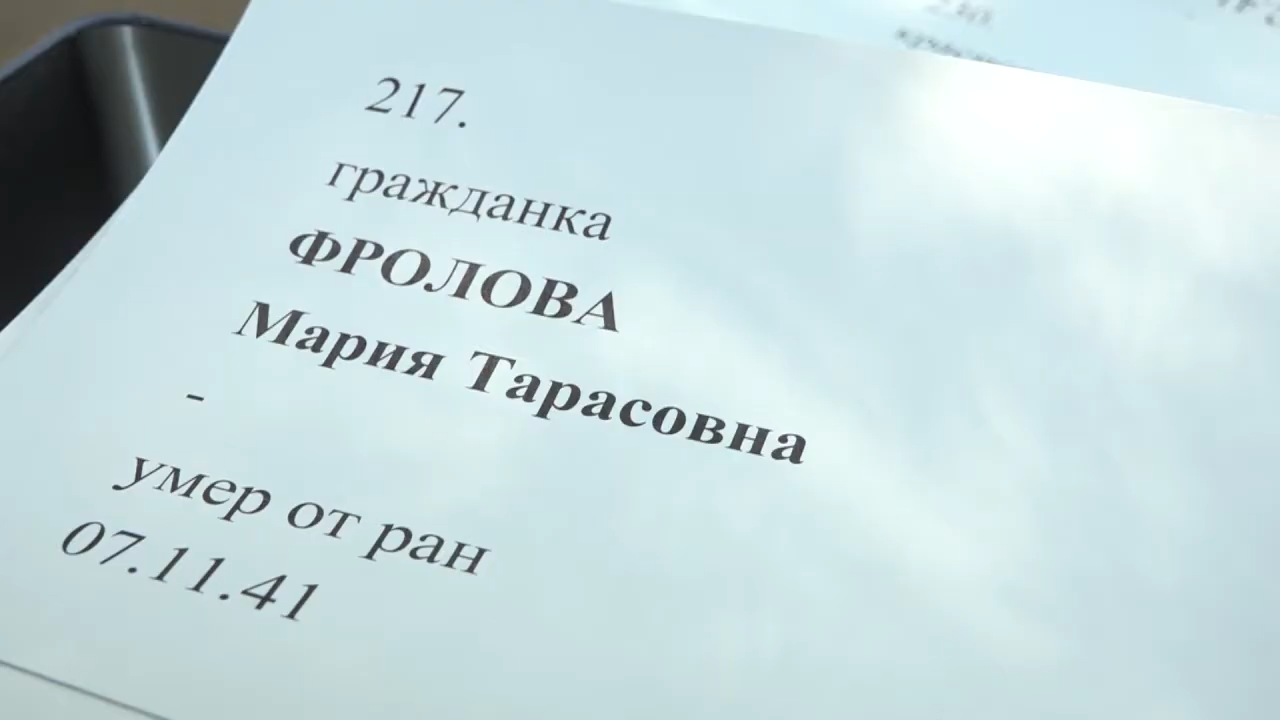 217.
гражданка
ФРОЛОВА
Мария Тарасовна
-
умер от ран
07.11.41